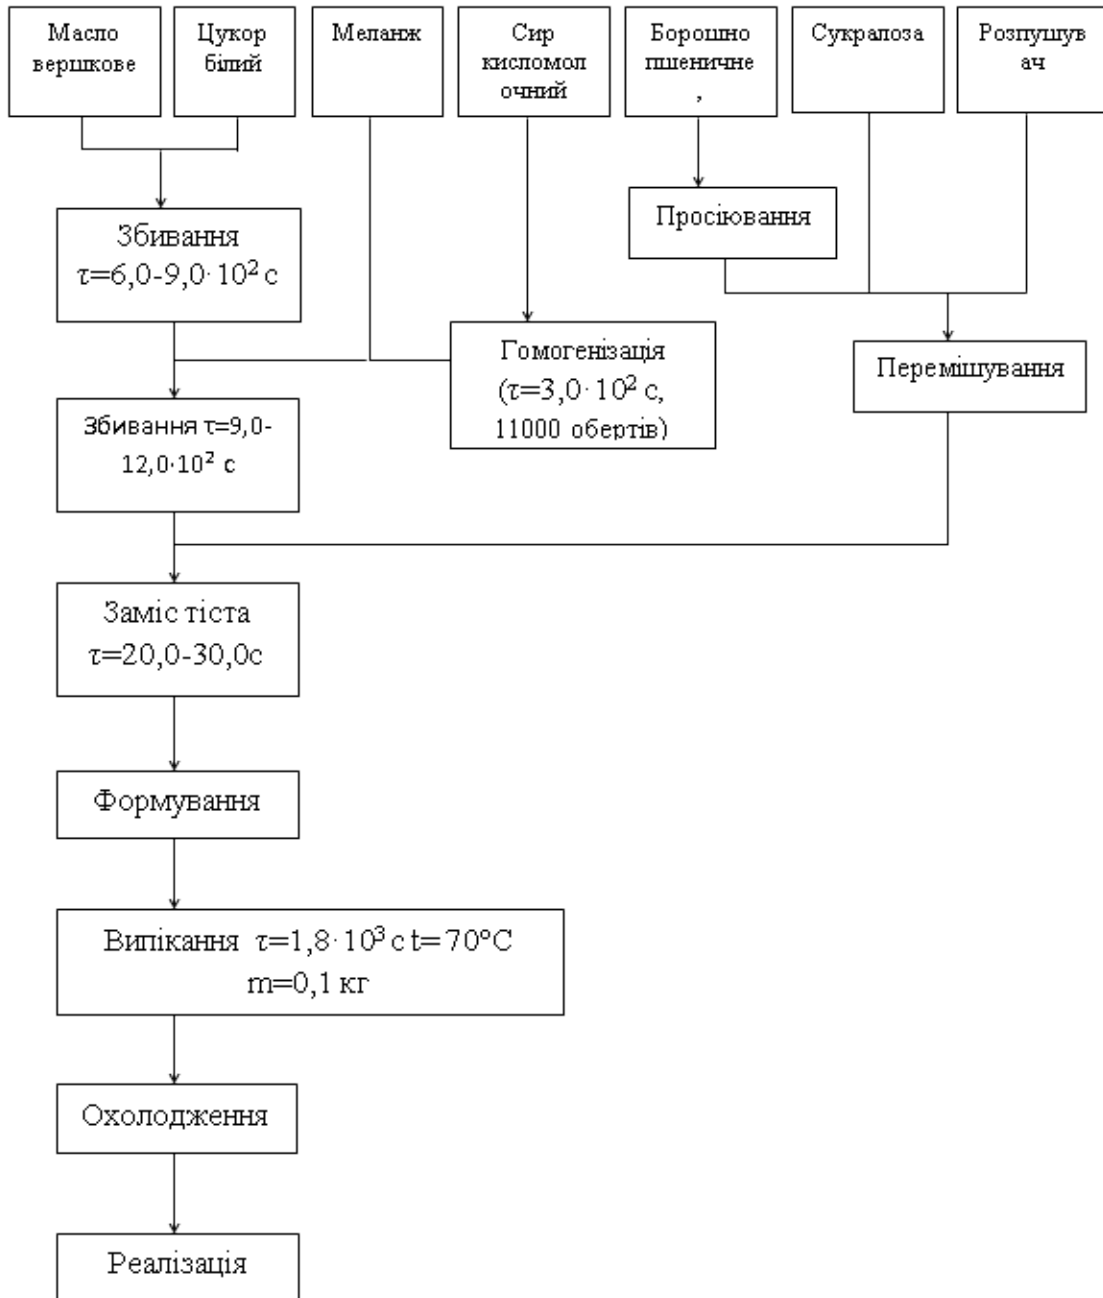 Масло
вершкове
Цукор
білий
Меланж
Сир
кисломол
очний
Борошно
пшеничне
,
Сукралоза
Розпушув
ач
Просіювання
Збивання
τ=6,0-9,0·10² с
Гомогенізація
(τ=3,0·10² с,
11000 обертів)
Перемішування
Збивання τ=9,0-
12,0·10² с
Заміс тіста
τ=20,0-30,0с
Формування
Випікання τ=1,8·10³ с t= 70°С
m=0,1 кг
Охолодження
Реалізація